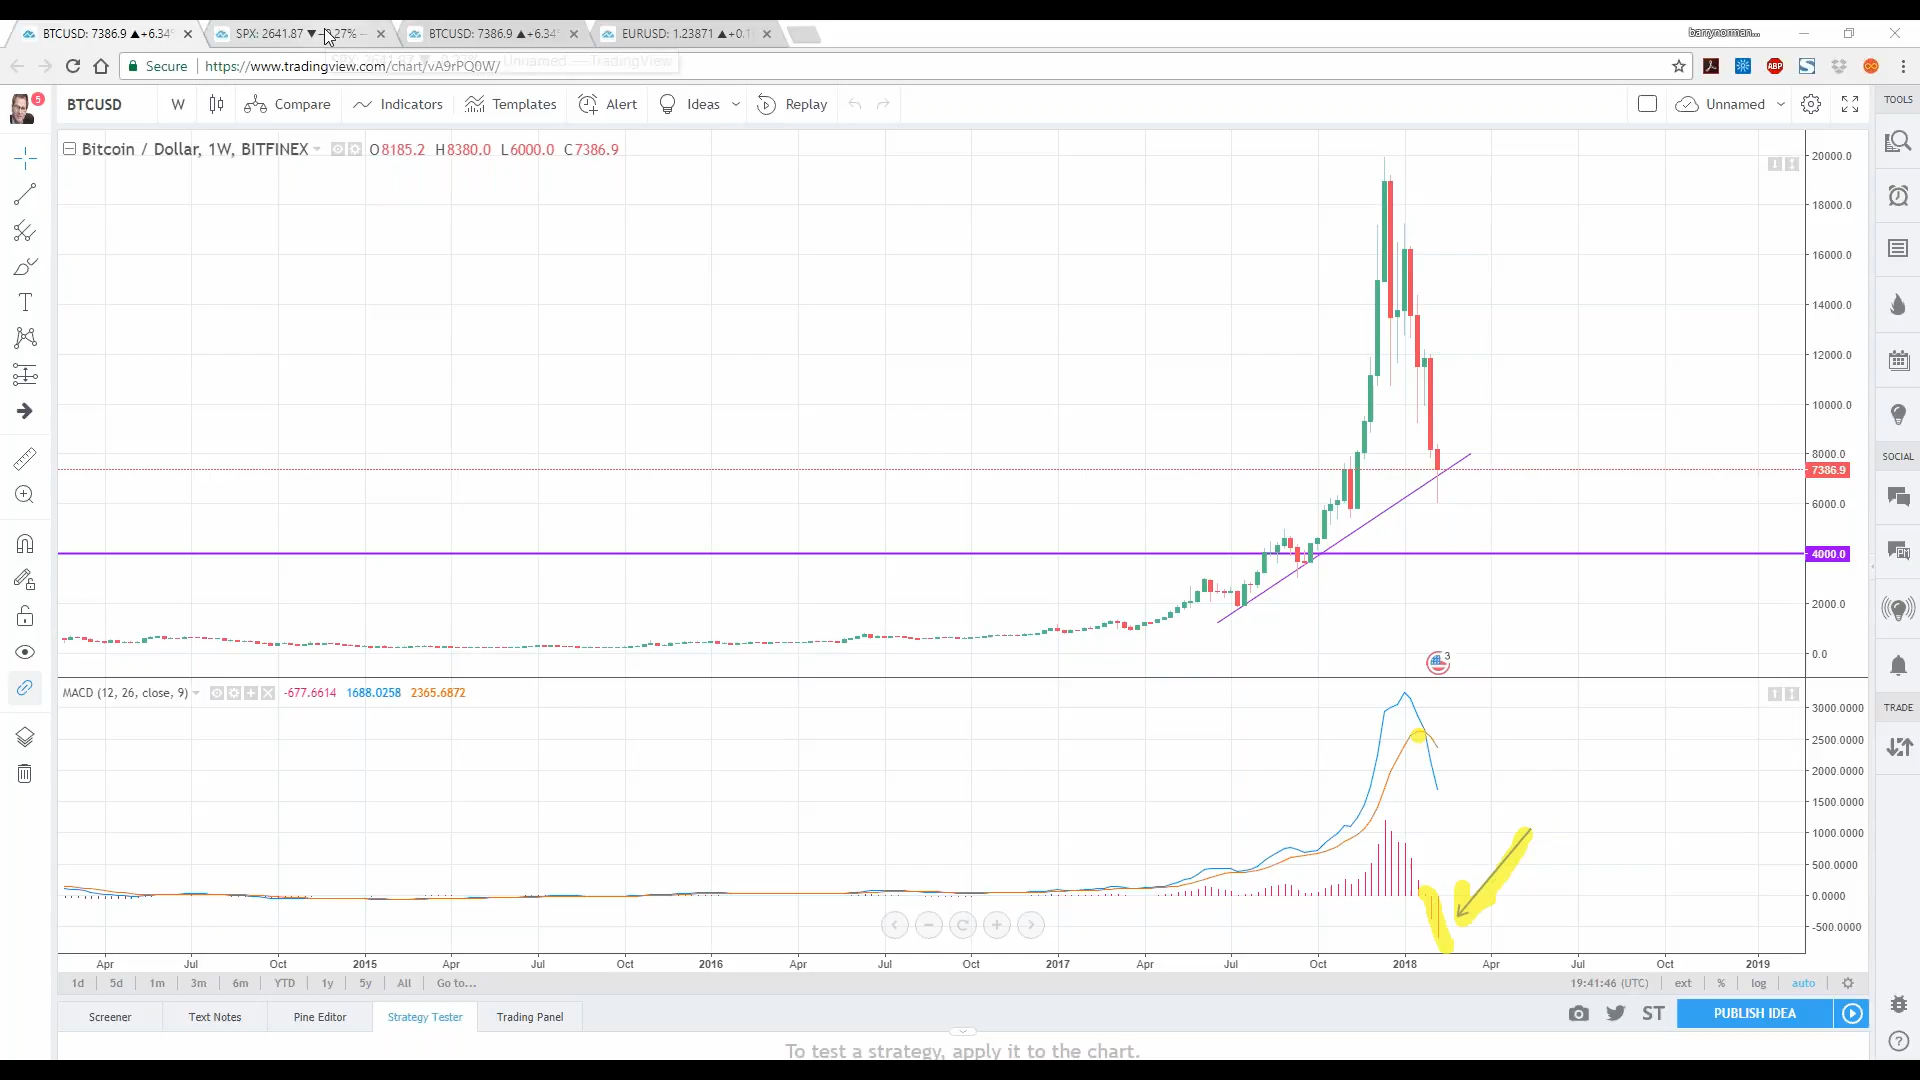 BTCUSD: 7386.9 ▲+6.34
SPX: 2641.87 ▼ 27% –
BTCUSD: 7386.9 ▲+6.34
EURUSD: 1.23871 ▲+0.1
barrynorman...
Secure
https://www.tradingview.com/chart/vA9rPQ0W/
Unnamed — TradingView
5
BTCUSD
W
Compare
Indicators
Templates
Alert
Ideas
Replay
Unnamed
TOOLS
Bitcoin / Dollar, 1W, BITFINEX
O8185.2 H8380.0 L6000.0 C7386.9
20000.0
18000.0
16000.0
14000.0
12000.0
10000.0
8000.0
SOCIAL
7386.9
6000.0
4000.0
2000.0
0.0
3
MACD (12, 26, close, 9)
-677.6614 1688.0258 2365.6872
TRADE
3000.0000
2500.0000
2000.0000
1500.0000
1000.0000
500.0000
0.0000
-500.0000
Apr Jul Oct 2015 Apr Jul Oct 2016 Apr Jul Oct 2017 Apr Jul Oct 2018 Apr Jul Oct 2019
1d 5d 1m 3m 6m YTD 1y 5y All Go to...
19:41:46 (UTC) ext % log auto
Screener Text Notes Pine Editor Strategy Tester Trading Panel
ST
PUBLISH IDEA
To test a strategy, apply it to the chart.